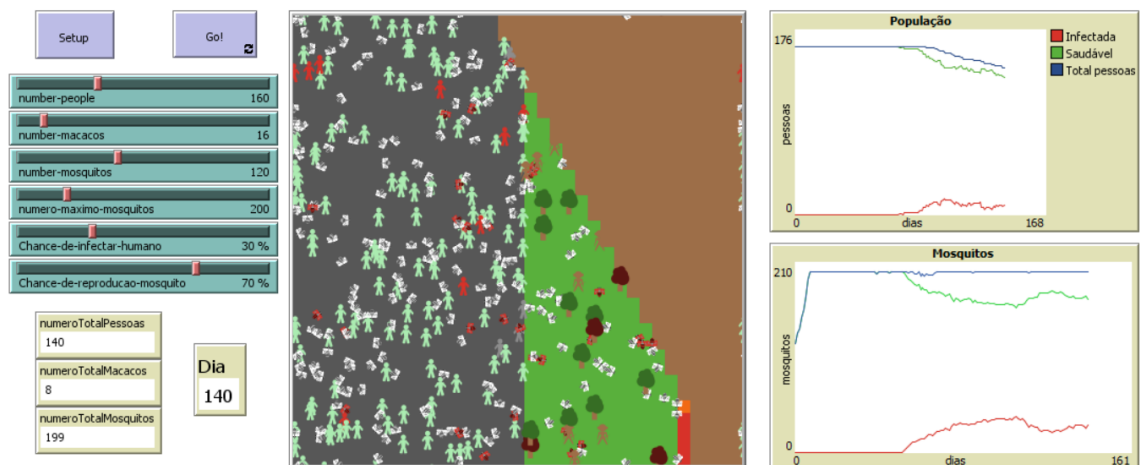 Setup
Go!
number-people 160
number-macacos 16
number-mosquitos 120
numero-maximo-mosquitos 200
Chance-de-infectar-humano 30 %
Chance-de-reproducao-mosquito 70 %
numeroTotalPessoas
140
numeroTotalMacacos
8
numeroTotalMosquitos
199
Dia
140
População
176
pessoas
0
0
dias
168
Infectada
Saudável
Total pessoas
Mosquitos
210
mosquitos
0
0
dias
161